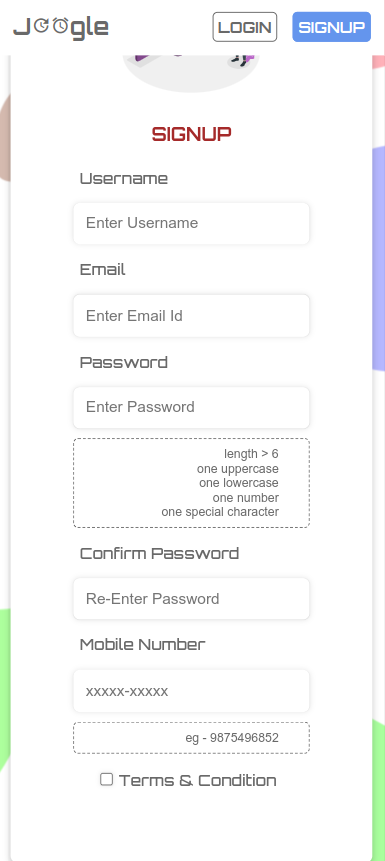 Joogle
LOGIN
SIGNUP
SIGNUP
Username
Enter Username
Email
Enter Email Id
Password
Enter Password
length > 6
one uppercase
one lowercase
one number
one special character
Confirm Password
Re-Enter Password
Mobile Number
xxxxx-xxxxx
eg - 9875496852
Terms & Condition